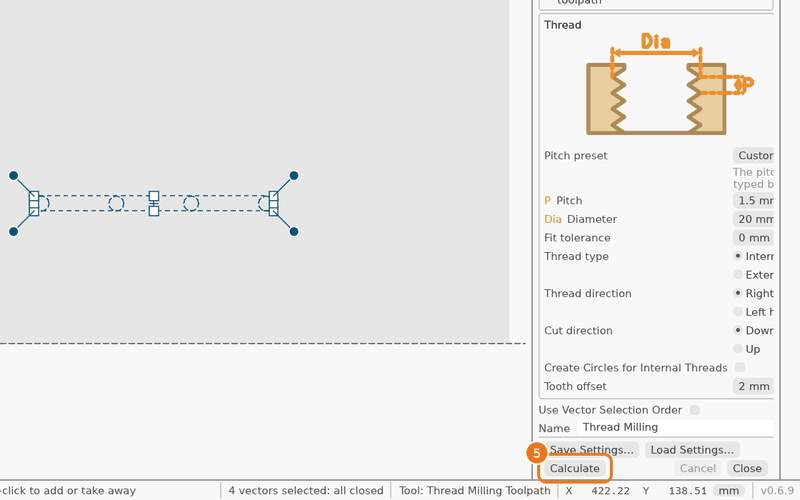 toolpath
Thread
Dia
P
Pitch preset Custor
The pitc
typed b
P Pitch 1.5 mr
Dia Diameter 20 mm
Fit tolerance 0 mm
Thread type Interr
Exter
Thread direction Right
Left h
Cut direction Down
Up
Create Circles for Internal Threads
Tooth offset 2 mm
Use Vector Selection Order
Name Thread Milling
Save Settings... Load Settings...
5
Calculate Cancel Close
-click to add or take away 4 vectors selected: all closed Tool: Thread Milling Toolpath X 422.22 Y 138.51 mm v0.6.9